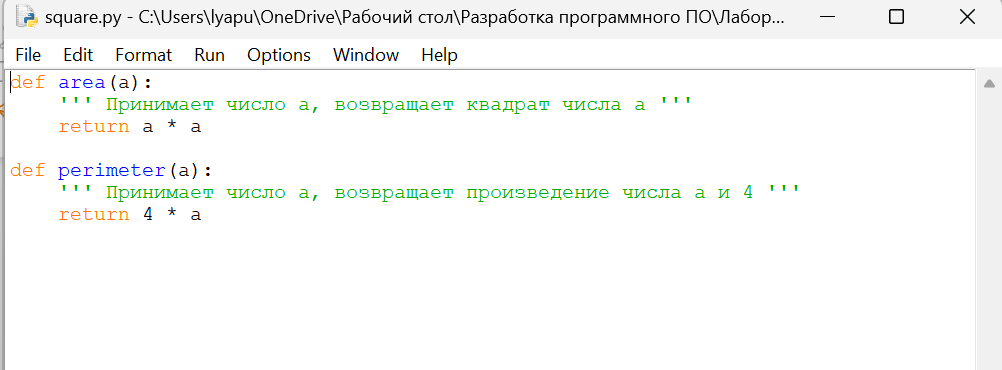 square.py - C:\Users\lyapu\OneDrive\Рабочий стол\Разработка программного ПО\Лабор...
File Edit Format Run Options Window Help
def area(a):
    ''' Принимает число a, возвращает квадрат числа a '''
    return a * a

def perimeter(a):
    ''' Принимает число a, возвращает произведение числа a и 4 '''
    return 4 * a